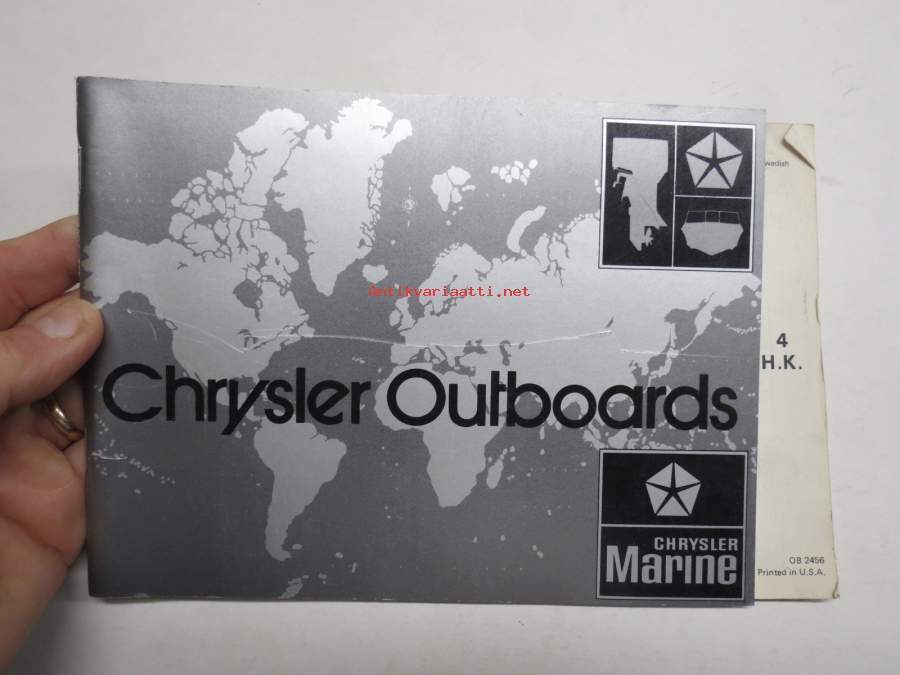 wedish
antikvariaatti.net
4
H.K.
Chrysler Outboards
CHRYSLER
Marine
OB 2456
Printed in U.S.A.